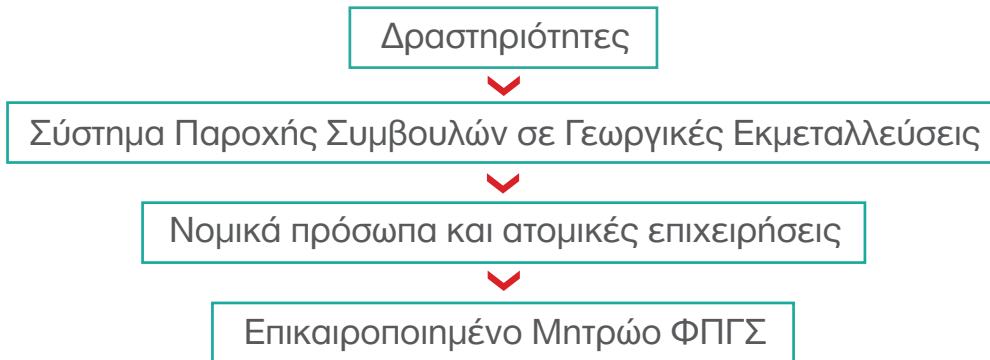 Δραστηριότητες
Σύστημα Παροχής Συμβουλών σε Γεωργικές Εκμεταλλεύσεις
Νομικά πρόσωπα και ατομικές επιχειρήσεις
Επικαιροποιημένο Μητρώο ΦΠΓΣ